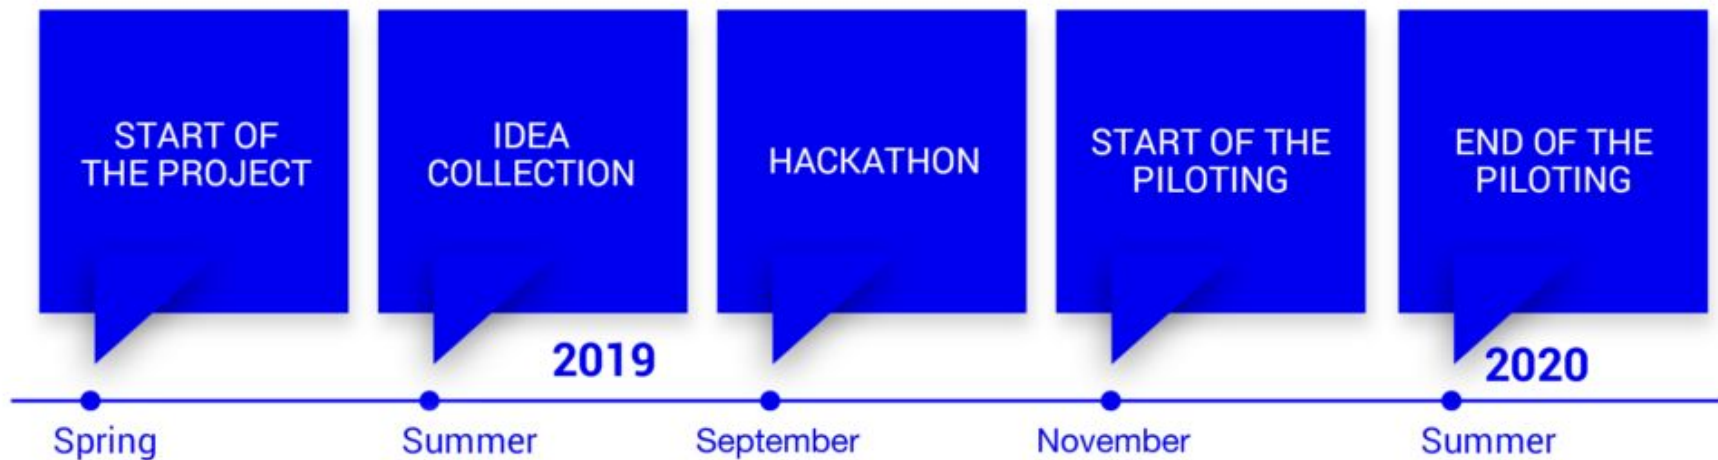 START OF
THE PROJECT
IDEA
COLLECTION
HACKATHON
START OF THE
PILOTING
END OF THE
PILOTING
2019
2020
Spring
Summer
September
November
Summer